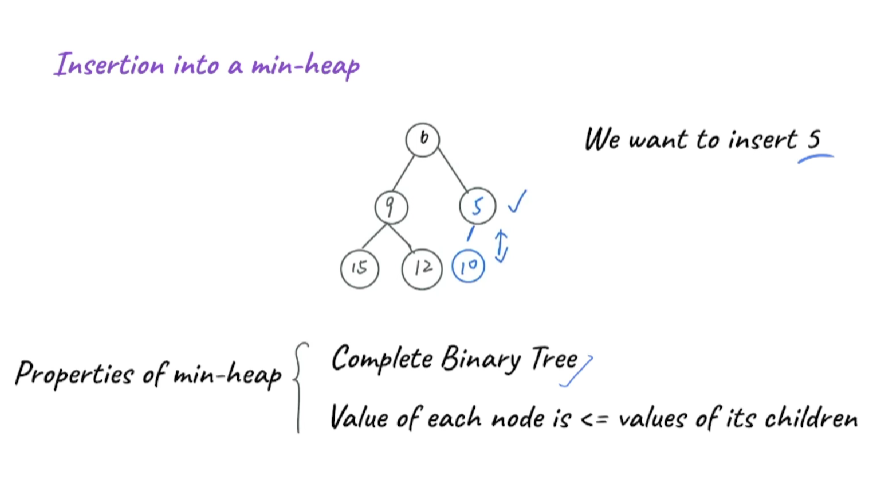 Insertion into a min-heap
We want to insert 5
6
9
5
15
12
10
Properties of min-heap
Complete Binary Tree
Value of each node is <= values of its children